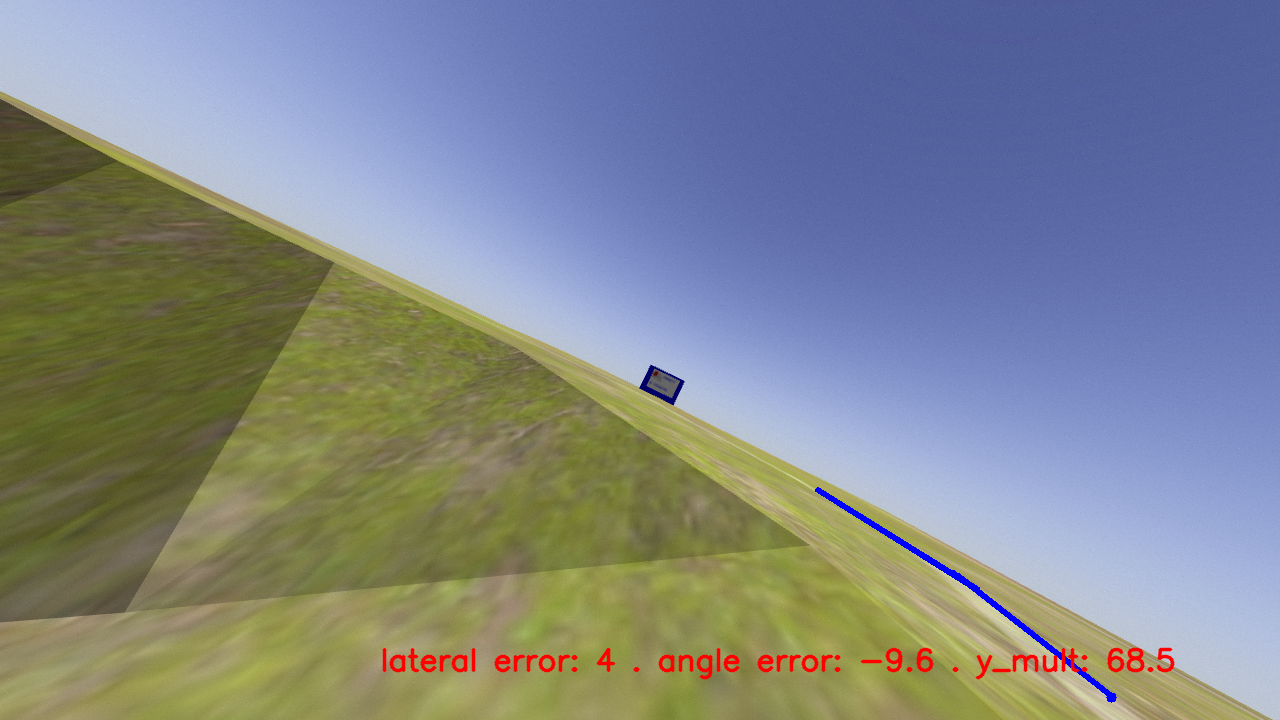 lateral error: 4 . angle error: −9.6 . y_mult: 68.5